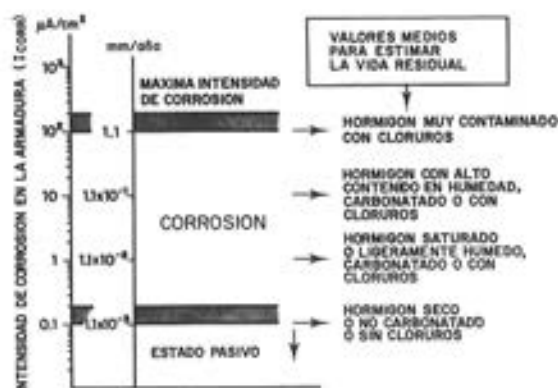 µA/cm²
mm/año
INTENSIDAD DE CORROSION EN LA ARMADURA (I CORR)
10³
10²
10
1
0.1
1,1
1,1x10⁻¹
1,1x10⁻²
1,1x10⁻³
MAXIMA INTENSIDAD
DE CORROSION
CORROSION
ESTADO PASIVO
VALORES MEDIOS
PARA ESTIMAR
LA VIDA RESIDUAL
HORMIGON MUY CONTAMINADO
CON CLORUROS
HORMIGON CON ALTO
CONTENIDO EN HUMEDAD,
CARBONATADO O CON
CLORUROS
HORMIGON SATURADO
O LIGERAMENTE HUMEDO,
CARBONATADO O CON
CLORUROS
HORMIGON SECO
O NO CARBONATADO
O SIN CLORUROS